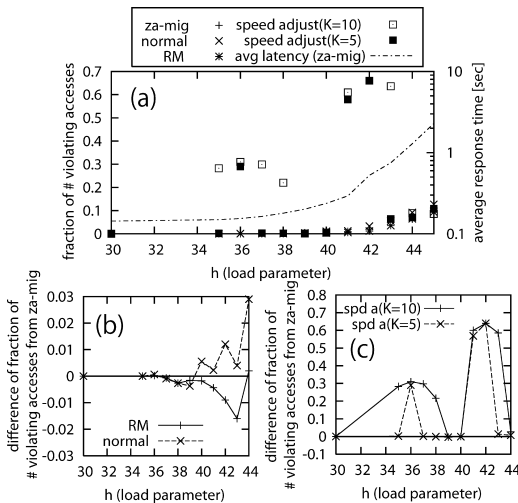 za-mig + speed adjust(K=10) □
normal × speed adjust(K=5) ■
RM ✳ avg latency (za-mig)
fraction of # violating accesses
0.7
0.6
0.5
0.4
0.3
0.2
0.1
0
(a)
10
1
0.1
average response time [sec]
30 32 34 36 38 40 42 44
h (load parameter)
difference of fraction of
# violating accesses from za-mig
0.03
0.02
0.01
0.00
-0.01
-0.02
-0.03
(b)
RM
normal
30 32 34 36 38 40 42 44
h (load parameter)
difference of fraction of
# violating accesses from za-mig
0.8
0.7
0.6
0.5
0.4
0.3
0.2
0.1
0
-0.1
spd a(K=10)
spd a(K=5)
(c)
30 32 34 36 38 40 42 44
h (load parameter)